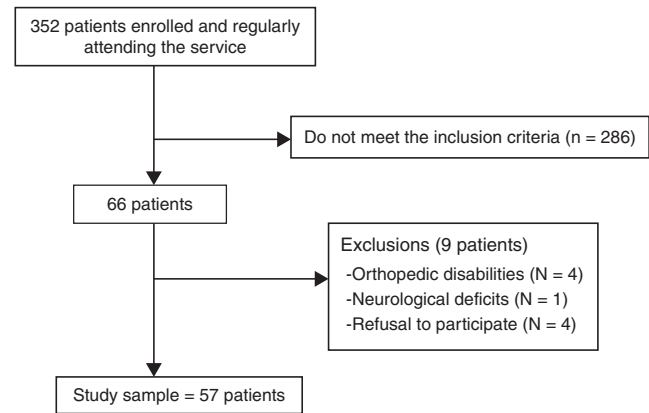 352 patients enrolled and regularly
attending the service
Do not meet the inclusion criteria (n = 286)
66 patients
Exclusions (9 patients)
-Orthopedic disabilities (N = 4)
-Neurological deficits (N = 1)
-Refusal to participate (N = 4)
Study sample = 57 patients